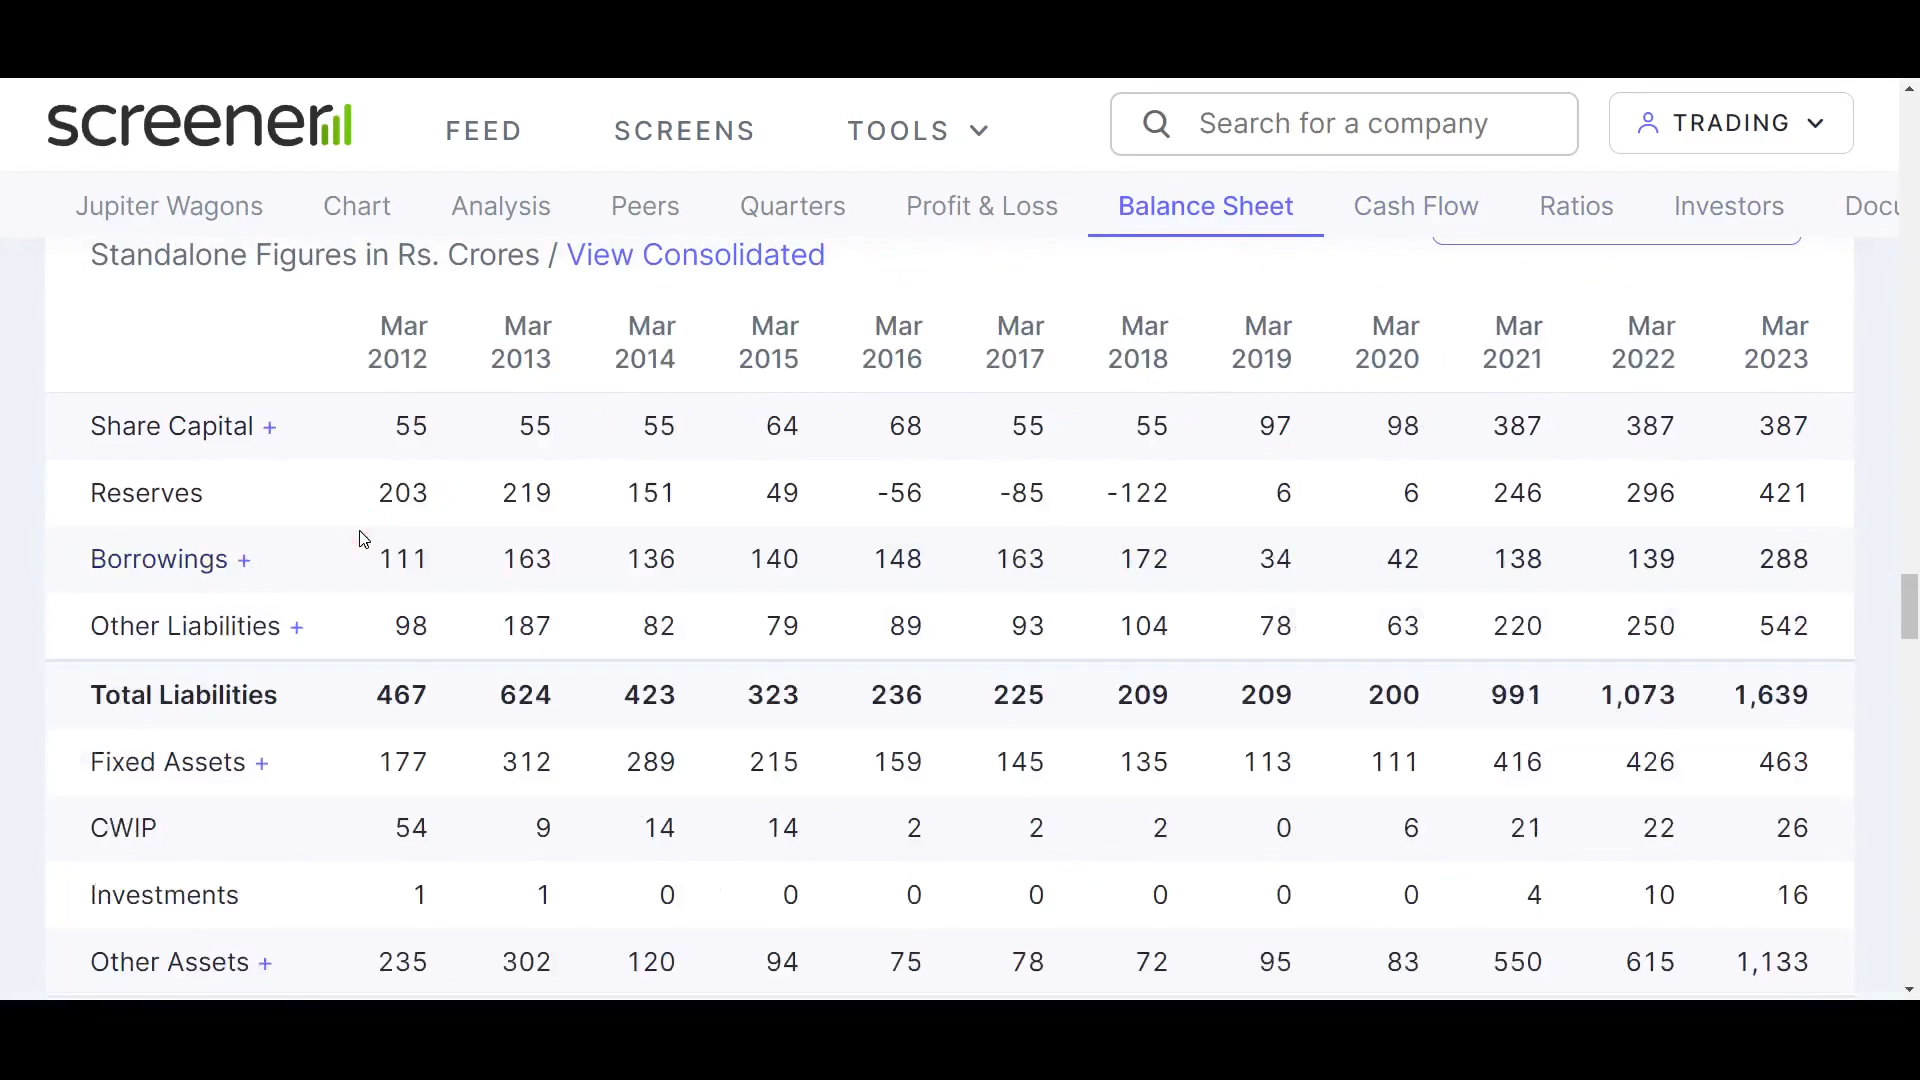 screener
FEED SCREENS TOOLS Search for a company TRADING
Jupiter Wagons Chart Analysis Peers Quarters Profit & Loss Balance Sheet Cash Flow Ratios Investors Docu
Standalone Figures in Rs. Crores / View Consolidated
Mar Mar Mar Mar Mar Mar Mar Mar Mar Mar Mar Mar
2012 2013 2014 2015 2016 2017 2018 2019 2020 2021 2022 2023
Share Capital + 55 55 55 64 68 55 55 97 98 387 387 387
Reserves 203 219 151 49 -56 -85 -122 6 6 246 296 421
Borrowings + 111 163 136 140 148 163 172 34 42 138 139 288
Other Liabilities + 98 187 82 79 89 93 104 78 63 220 250 542
Total Liabilities 467 624 423 323 236 225 209 209 200 991 1,073 1,639
Fixed Assets + 177 312 289 215 159 145 135 113 111 416 426 463
CWIP 54 9 14 14 2 2 2 0 6 21 22 26
Investments 1 1 0 0 0 0 0 0 0 4 10 16
Other Assets + 235 302 120 94 75 78 72 95 83 550 615 1,133